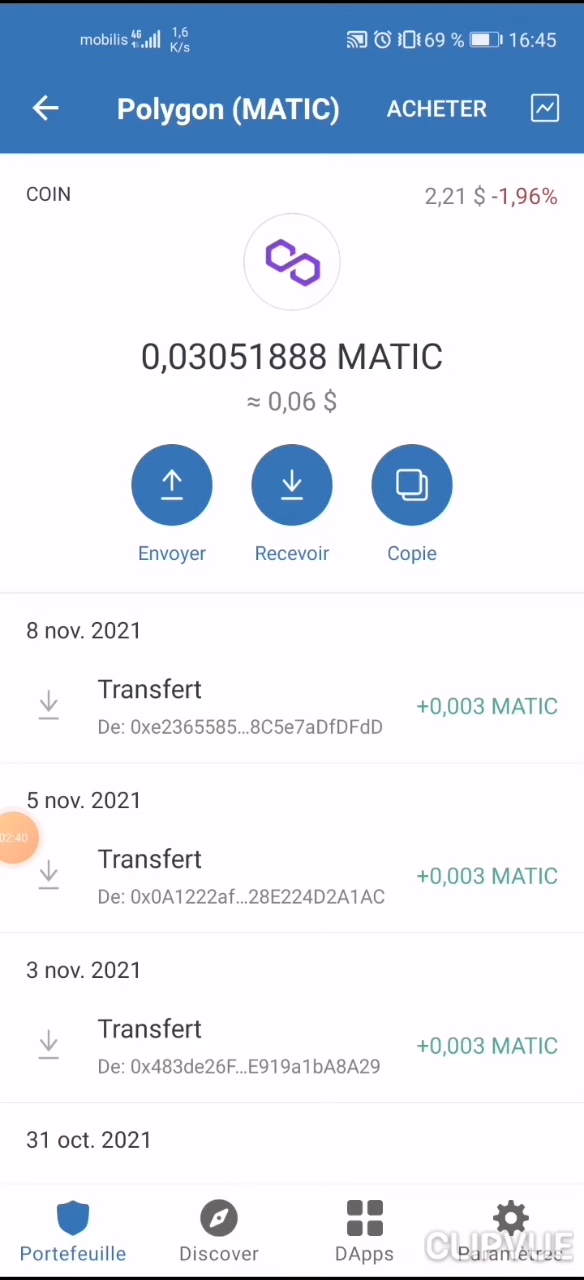 mobilis 4G 1,6 K/s 69 % 16:45
Polygon (MATIC) ACHETER
COIN 2,21 $ -1,96%
0,03051888 MATIC
≈ 0,06 $
Envoyer Recevoir Copie
8 nov. 2021
Transfert
+0,003 MATIC
De: 0xe2365585...8C5e7aDfDFdD
5 nov. 2021
02:40
Transfert
+0,003 MATIC
De: 0x0A1222af...28E224D2A1AC
3 nov. 2021
Transfert
+0,003 MATIC
De: 0x483de26F...E919a1bA8A29
31 oct. 2021
Portefeuille Discover DApps Paramètres
CLIPVUE